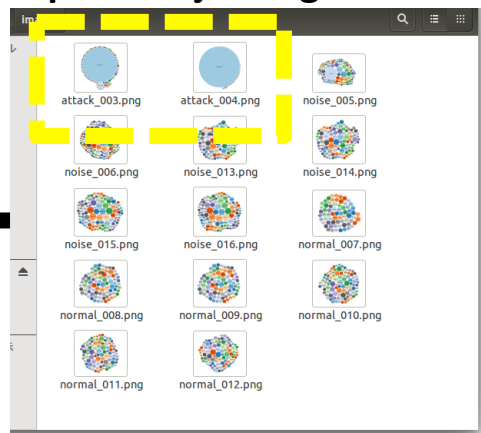 attack_003.png
attack_004.png
noise_005.png
noise_006.png
noise_013.png
noise_014.png
noise_015.png
noise_016.png
normal_007.png
normal_008.png
normal_009.png
normal_010.png
normal_011.png
normal_012.png